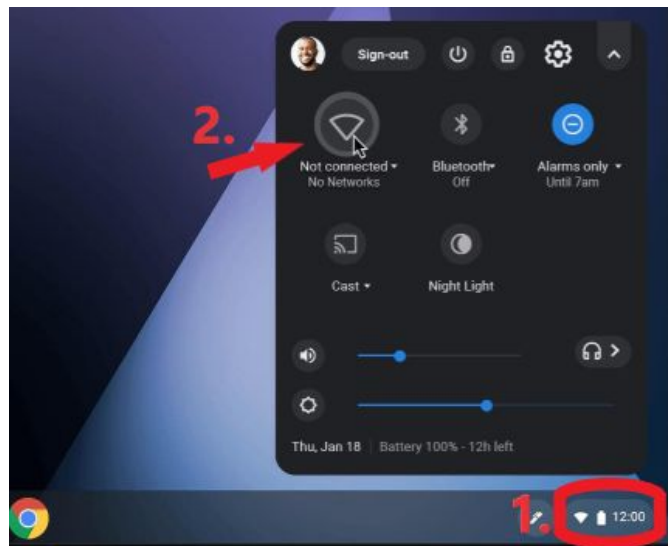 Sign-out
2.
Not connected
No Networks
Bluetooth
Off
Alarms only
Until 7am
Cast
Night Light
Thu, Jan 18 | Battery 100% - 12h left
1.
12:00